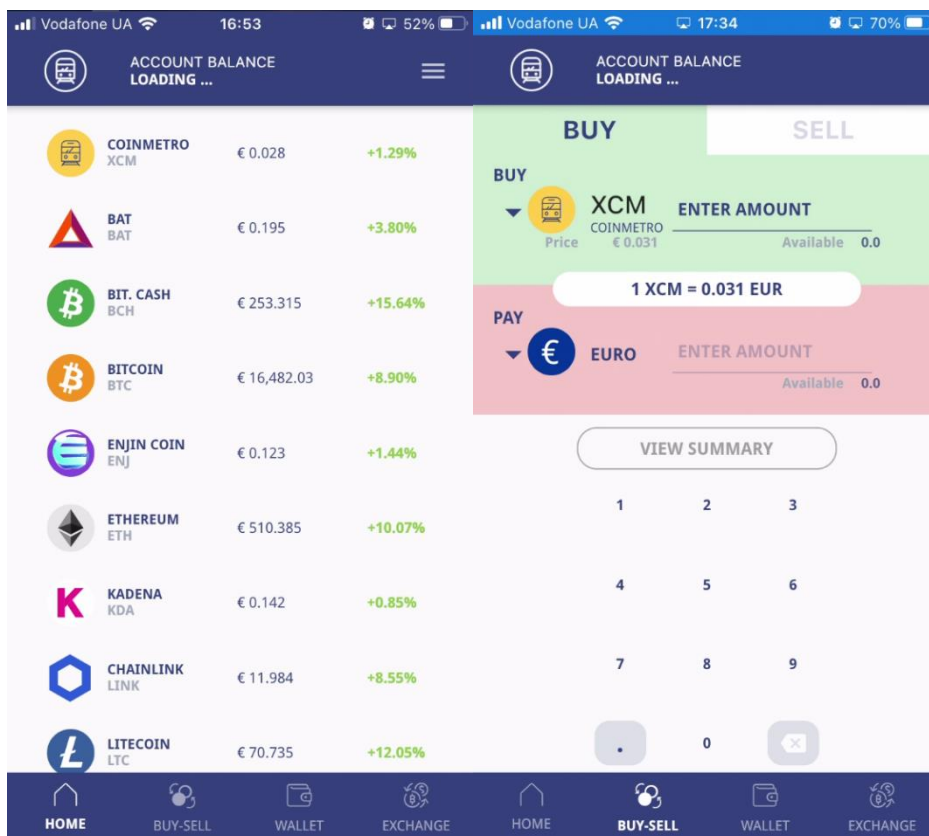 Vodafone UA 16:53 52%
ACCOUNT BALANCE
LOADING ...
COINMETRO € 0.028 +1.29%
XCM
BAT € 0.195 +3.80%
BAT
BIT. CASH € 253.315 +15.64%
BCH
BITCOIN € 16,482.03 +8.90%
BTC
ENJIN COIN € 0.123 +1.44%
ENJ
ETHEREUM € 510.385 +10.07%
ETH
KADENA € 0.142 +0.85%
KDA
CHAINLINK € 11.984 +8.55%
LINK
LITECOIN € 70.735 +12.05%
LTC
HOME BUY-SELL WALLET EXCHANGE
Vodafone UA 17:34 70%
ACCOUNT BALANCE
LOADING ...
BUY SELL
BUY
XCM ENTER AMOUNT
COINMETRO
Price € 0.031 Available 0.0
1 XCM = 0.031 EUR
PAY
€ EURO ENTER AMOUNT
Available 0.0
VIEW SUMMARY
1 2 3
4 5 6
7 8 9
. 0
HOME BUY-SELL WALLET EXCHANGE